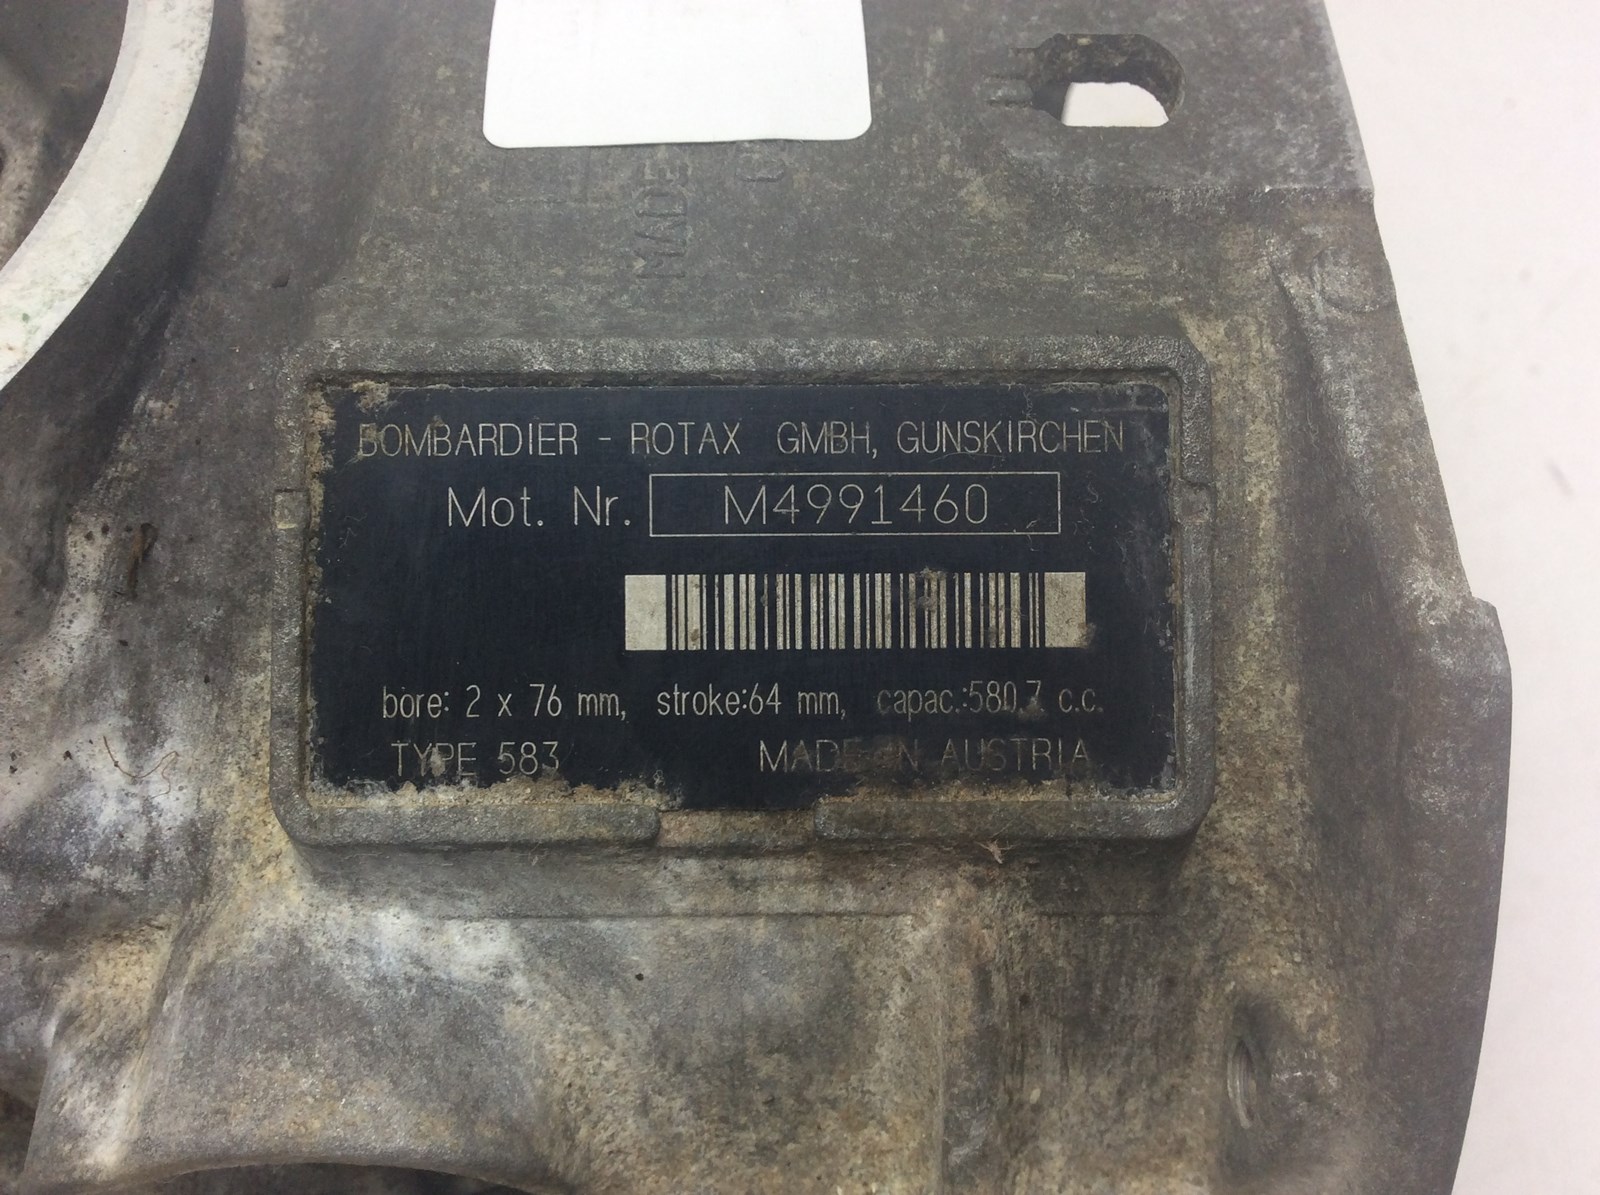 MADE
BOMBARDIER - ROTAX GMBH, GUNSKIRCHEN
Mot. Nr. M4991460
bore: 2 x 76 mm, stroke:64 mm, capac.:580.7 c.c.
TYPE 583 MADE IN AUSTRIA